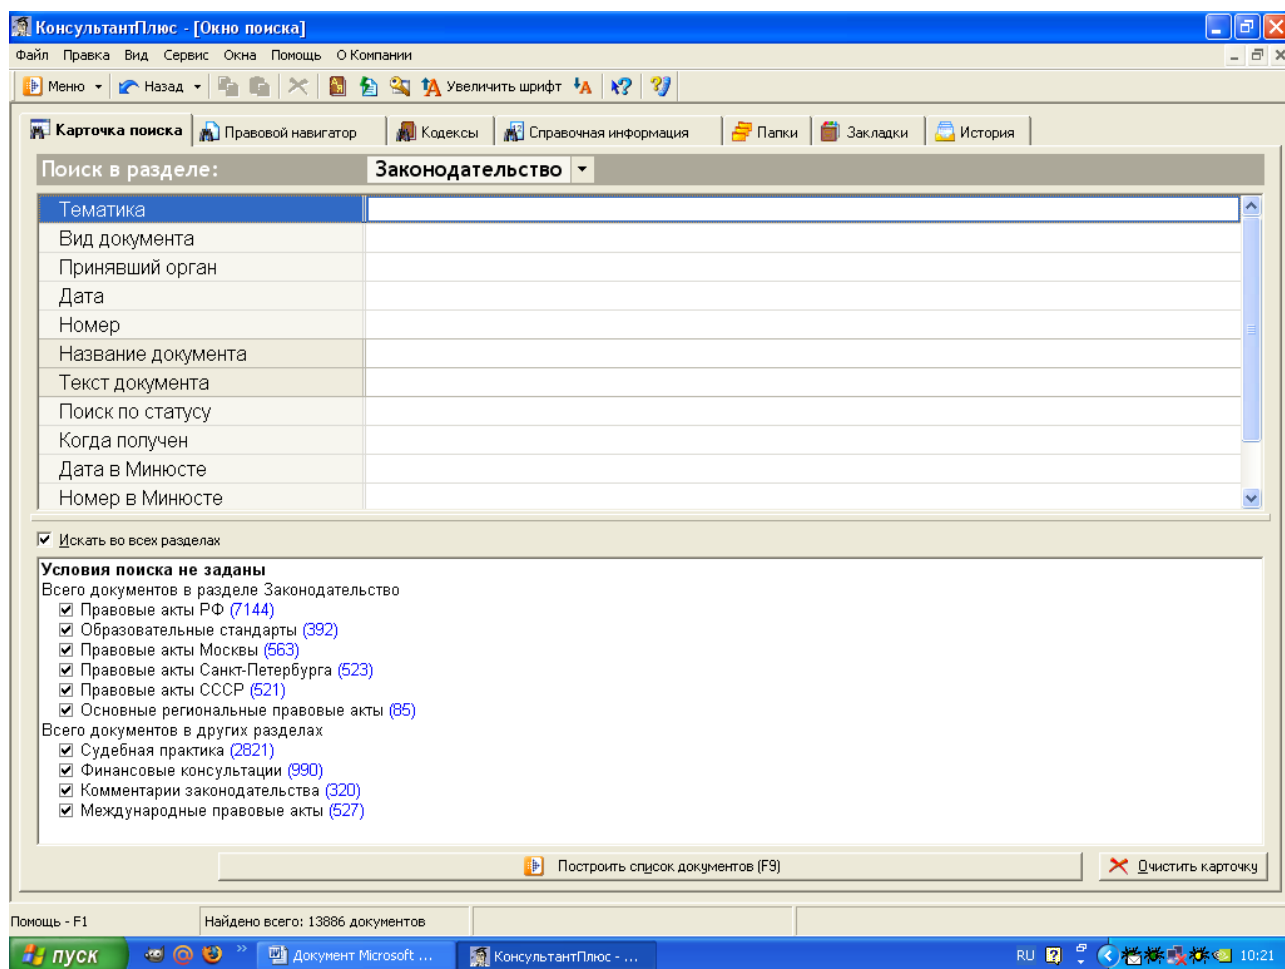 КонсультантПлюс - [Окно поиска]
Файл Правка Вид Сервис Окна Помощь О Компании
Меню Назад Увеличить шрифт
Карточка поиска Правовой навигатор Кодексы Справочная информация Папки Закладки История
Поиск в разделе: Законодательство
Тематика
Вид документа
Принявший орган
Дата
Номер
Название документа
Текст документа
Поиск по статусу
Когда получен
Дата в Минюсте
Номер в Минюсте
Искать во всех разделах
Условия поиска не заданы
Всего документов в разделе Законодательство
Правовые акты РФ (7144)
Образовательные стандарты (392)
Правовые акты Москвы (563)
Правовые акты Санкт-Петербурга (523)
Правовые акты СССР (521)
Основные региональные правовые акты (85)
Всего документов в других разделах
Судебная практика (2821)
Финансовые консультации (990)
Комментарии законодательства (320)
Международные правовые акты (527)
Построить список документов (F9) Очистить карточку
Помощь - F1 Найдено всего: 13886 документов
пуск » Документ Microsoft ... КонсультантПлюс - ... RU 10:21